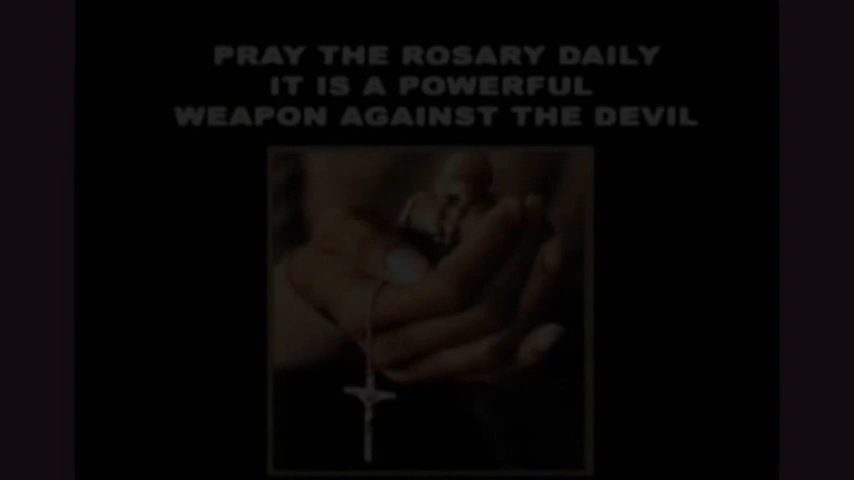 PRAY THE ROSARY DAILY
IT IS A POWERFUL
WEAPON AGAINST THE DEVIL